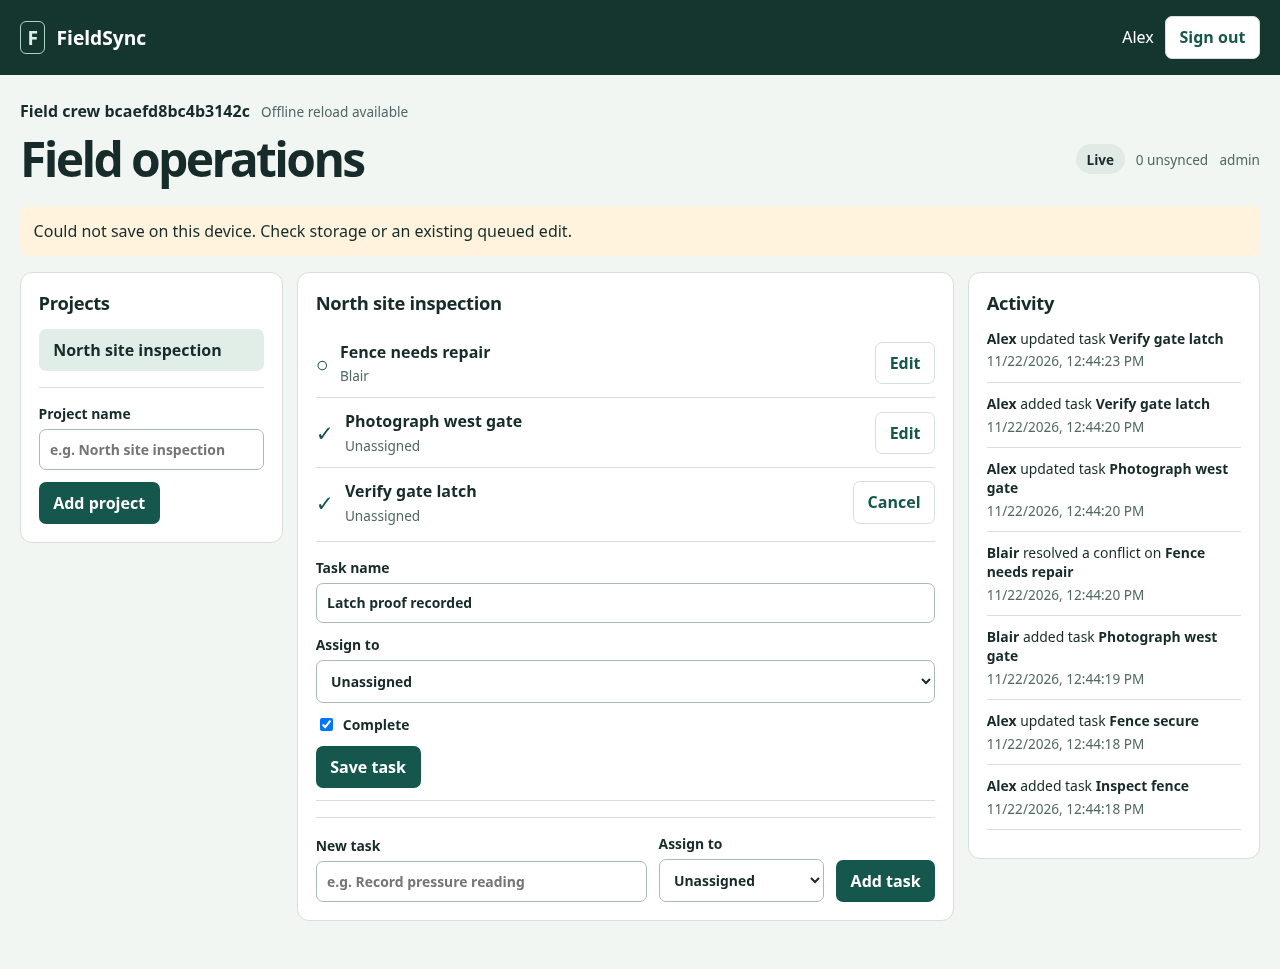 F FieldSync
Alex Sign out
Field crew bcaefd8bc4b3142c Offline reload available
Field operations
Live 0 unsynced admin
Could not save on this device. Check storage or an existing queued edit.
Projects
North site inspection
Project name
e.g. North site inspection
Add project
North site inspection
○ Fence needs repair
Blair
Edit
✓ Photograph west gate
Unassigned
Edit
✓ Verify gate latch
Unassigned
Cancel
Task name
Latch proof recorded
Assign to
Unassigned
Complete
Save task
New task
e.g. Record pressure reading
Assign to
Unassigned
Add task
Activity
Alex updated task Verify gate latch
11/22/2026, 12:44:23 PM
Alex added task Verify gate latch
11/22/2026, 12:44:20 PM
Alex updated task Photograph west
gate
11/22/2026, 12:44:20 PM
Blair resolved a conflict on Fence
needs repair
11/22/2026, 12:44:20 PM
Blair added task Photograph west
gate
11/22/2026, 12:44:19 PM
Alex updated task Fence secure
11/22/2026, 12:44:18 PM
Alex added task Inspect fence
11/22/2026, 12:44:18 PM